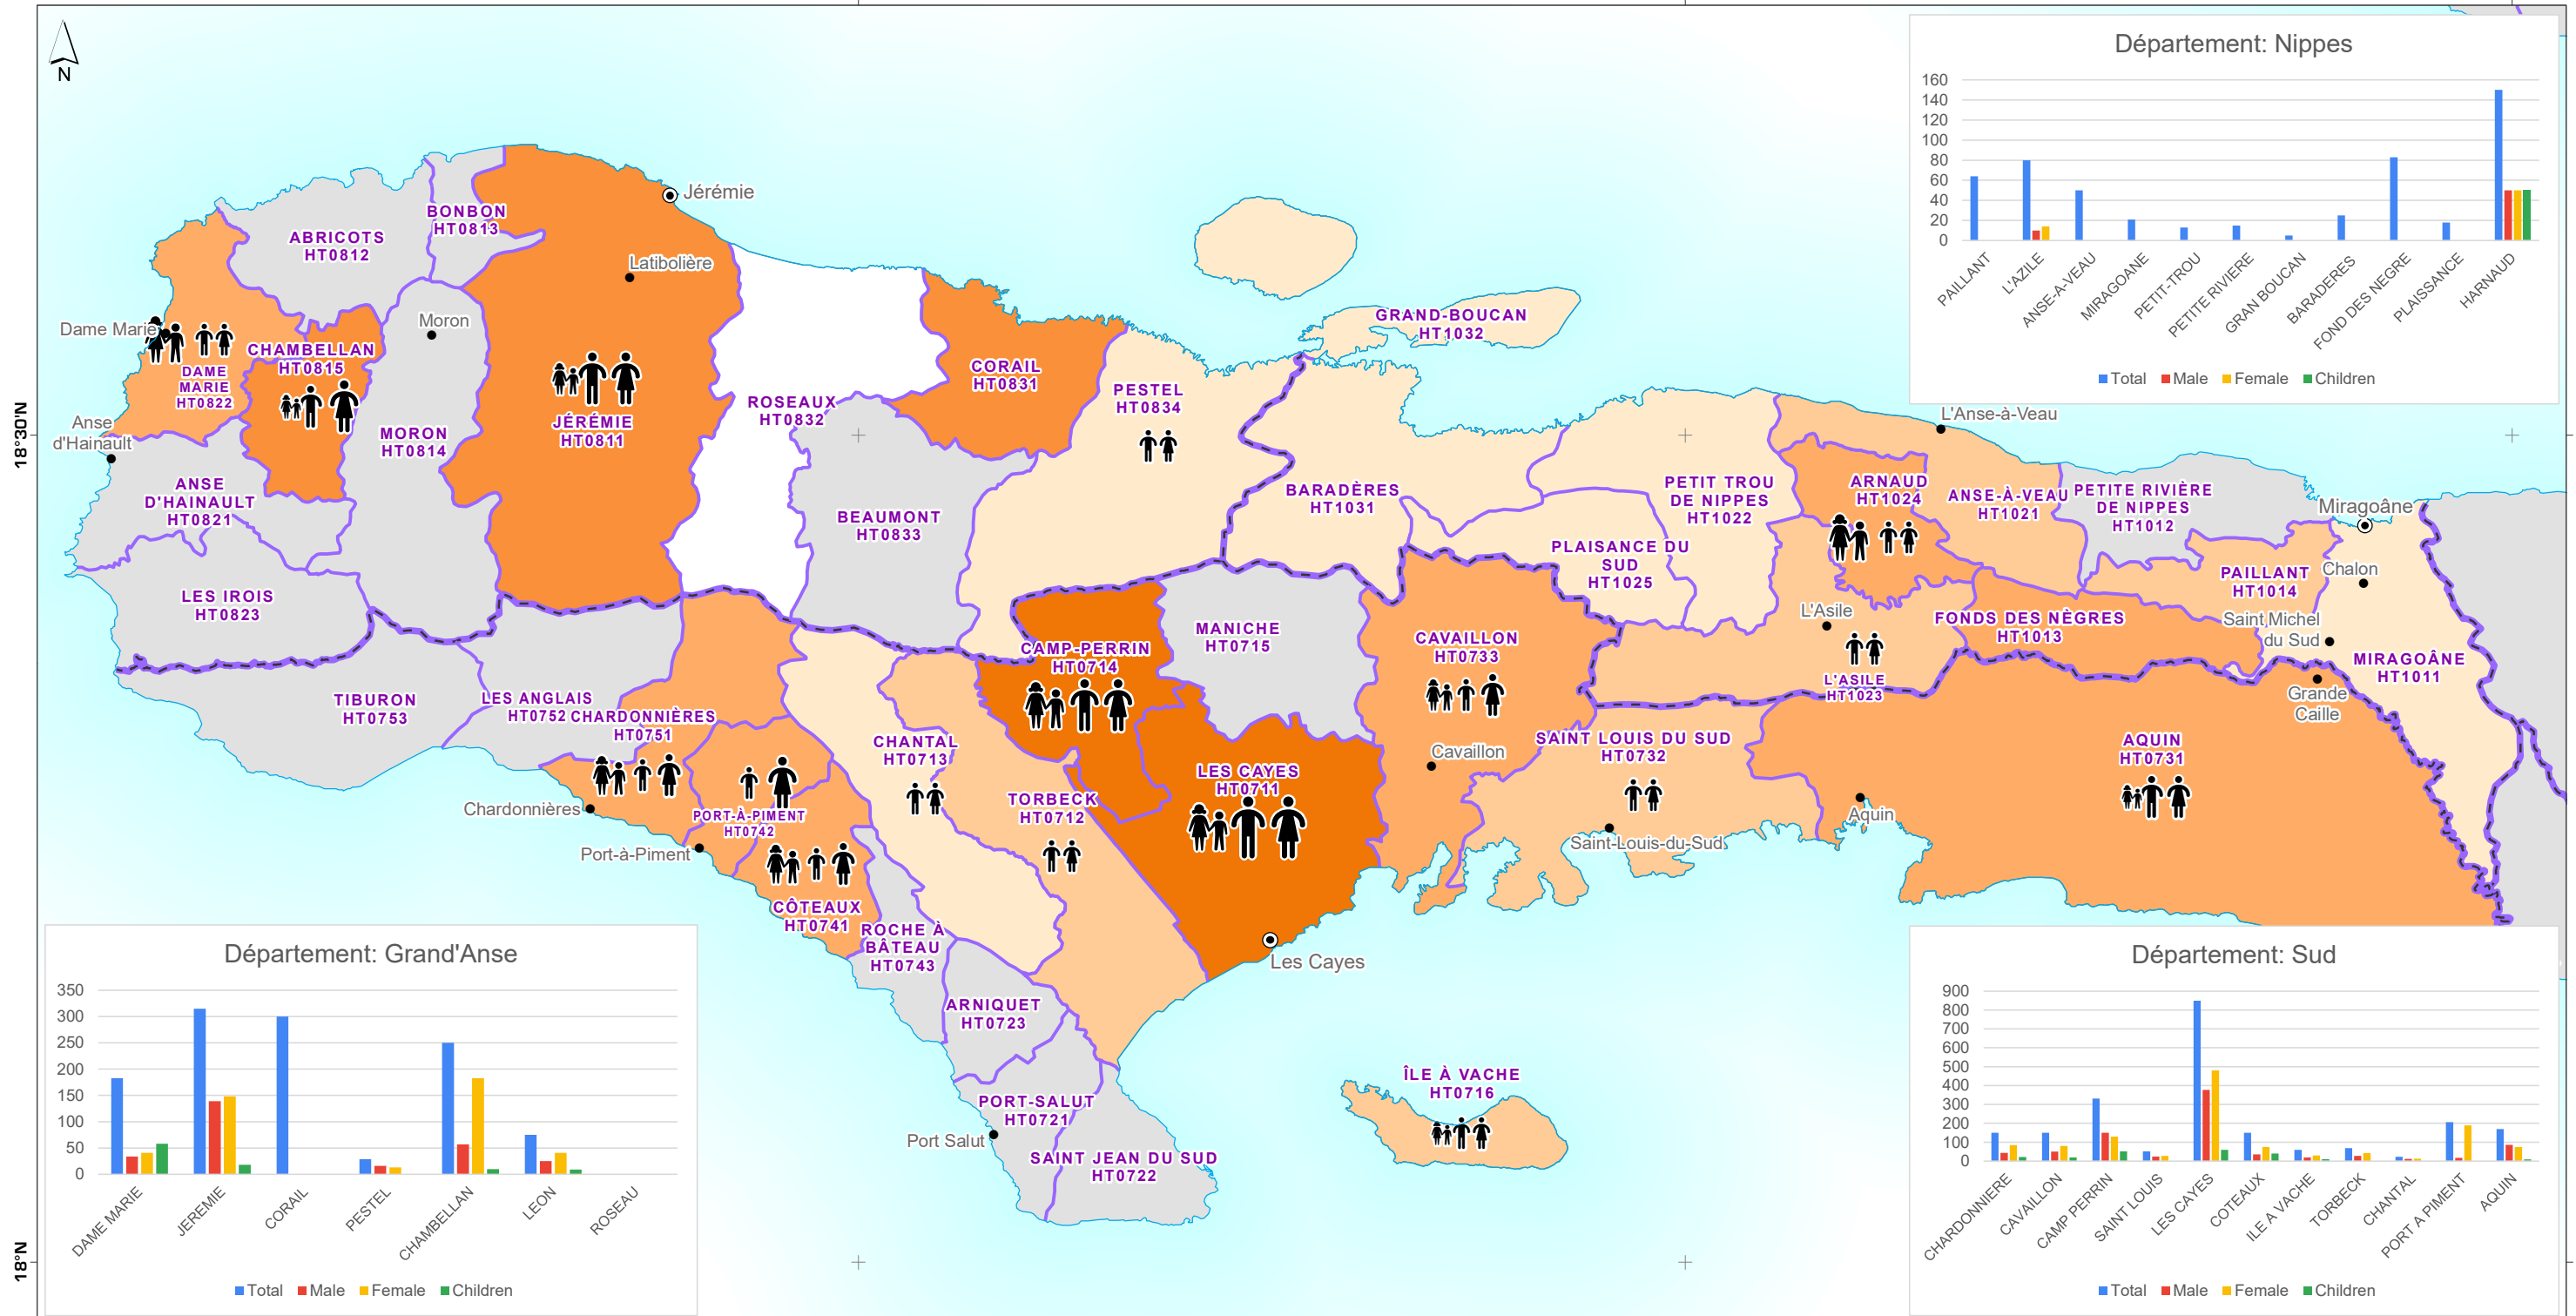 N
18°30'N
18°N
Département: Nippes
160
140
120
100
80
60
40
20
0
PAILLANT
L'AZILE
ANSE-A-VEAU
MIRAGOANE
PETIT-TROU
PETITE RIVIERE
GRAN BOUCAN
BARADERES
FOND DES NEGRE
PLAISSANCE
HARNAUD
Total Male Female Children
Jérémie
BONBON
HT0813
ABRICOTS
HT0812
Latibolière
Dame Marie
Moron
CHAMBELLAN
HT0815
DAME
MARIE
HT0822
GRAND-BOUCAN
HT1032
CORAIL
HT0831
PESTEL
HT0834
ROSEAUX
HT0832
JÉRÉMIE
HT0811
MORON
HT0814
Anse
d'Hainault
L'Anse-à-Veau
ANSE
D'HAINAULT
HT0821
BEAUMONT
HT0833
BARADÈRES
HT1031
PETIT TROU
DE NIPPES
HT1022
ARNAUD
HT1024
ANSE-À-VEAU
HT1021
PETITE RIVIÈRE
DE NIPPES
HT1012
Miragoâne
PLAISANCE DU
SUD
HT1025
PAILLANT
HT1014
Chalon
LES IROIS
HT0823
L'Asile
FONDS DES NÈGRES
HT1013
Saint Michel
du Sud
MANICHE
HT0715
CAVAILLON
HT0733
CAMP-PERRIN
HT0714
MIRAGOÂNE
HT1011
L'ASILE
HT1023
Grande
Caille
TIBURON
HT0753
LES ANGLAIS
HT0752
CHARDONNIÈRES
HT0751
CHANTAL
HT0713
SAINT LOUIS DU SUD
HT0732
AQUIN
HT0731
Cavaillon
LES CAYES
HT0711
TORBECK
HT0712
Chardonnières
PORT-À-PIMENT
HT0742
Port-à-Piment
Aquin
Saint-Louis-du-Sud
CÔTEAUX
HT0741
ROCHE À
BÂTEAU
HT0743
Les Cayes
ARNIQUET
HT0723
ÎLE À VACHE
HT0716
PORT-SALUT
HT0721
Port Salut
SAINT JEAN DU SUD
HT0722
Département: Grand'Anse
350
300
250
200
150
100
50
0
DAME MARIE
JEREMIE
CORAIL
PESTEL
CHAMBELLAN
LEON
ROSEAU
Total Male Female Children
Département: Sud
900
800
700
600
500
400
300
200
100
0
CHARDONNIERE
CAVAILLON
CAMP PERRIN
SAINT LOUIS
LES CAYES
COTEAUX
ILE A VACHE
TORBECK
CHANTAL
PORT A PIMENT
AQUIN
Total Male Female Children